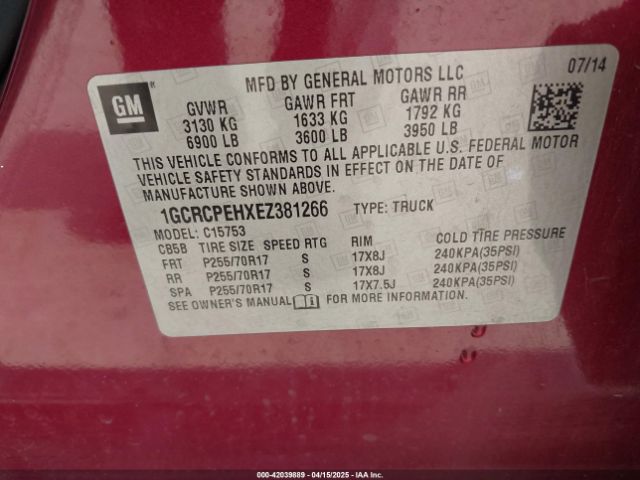 GM
MFD BY GENERAL MOTORS LLC 07/14
GVWR GAWR FRT GAWR RR
3130 KG 1633 KG 1792 KG
6900 LB 3600 LB 3950 LB
THIS VEHICLE CONFORMS TO ALL APPLICABLE U.S. FEDERAL MOTOR
VEHICLE SAFETY STANDARDS IN EFFECT ON THE DATE OF
MANUFACTURE SHOWN ABOVE.
1GCRCPEHXEZ381266 TYPE: TRUCK
MODEL: C15753
CB5B TIRE SIZE SPEED RTG RIM COLD TIRE PRESSURE
FRT P255/70R17 S 17X8J 240KPA(35PSI)
RR P255/70R17 S 17X8J 240KPA(35PSI)
SPA P255/70R17 S 17X7.5J 240KPA(35PSI)
SEE OWNER'S MANUAL FOR MORE INFORMATION.
000-42039889 - 04/15/2025 - IAA, Inc.